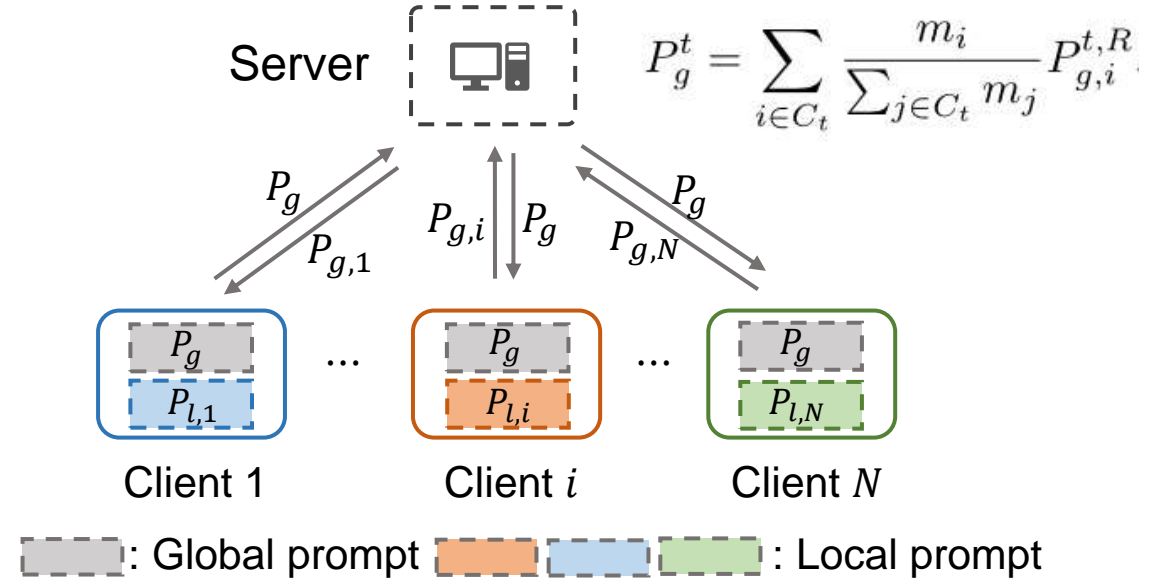 Server
$P_g^t = \sum_{i \in C_t} \frac{m_i}{\sum_{j \in C_t} m_j} P_{g,i}^{t,R}.$
$P_g$ $P_{g,1}$ $P_{g,i}$ $P_g$ $P_g$ $P_{g,N}$
$P_g$ ... $P_g$ ... $P_g$
$P_{l,1}$ $P_{l,i}$ $P_{l,N}$
Client 1 Client $i$ Client $N$
: Global prompt : Local prompt